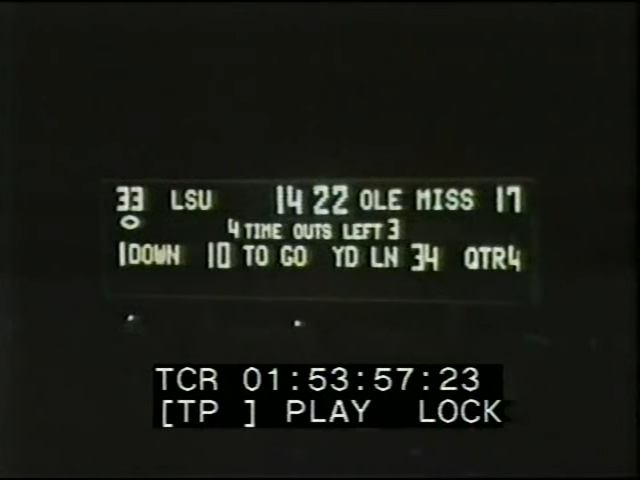 33 LSU 14 22 OLE MISS 17
4 TIME OUTS LEFT 3
1 DOWN 10 TO GO YD LN 34 QTR 4
TCR 01:53:57:23
[TP ] PLAY LOCK